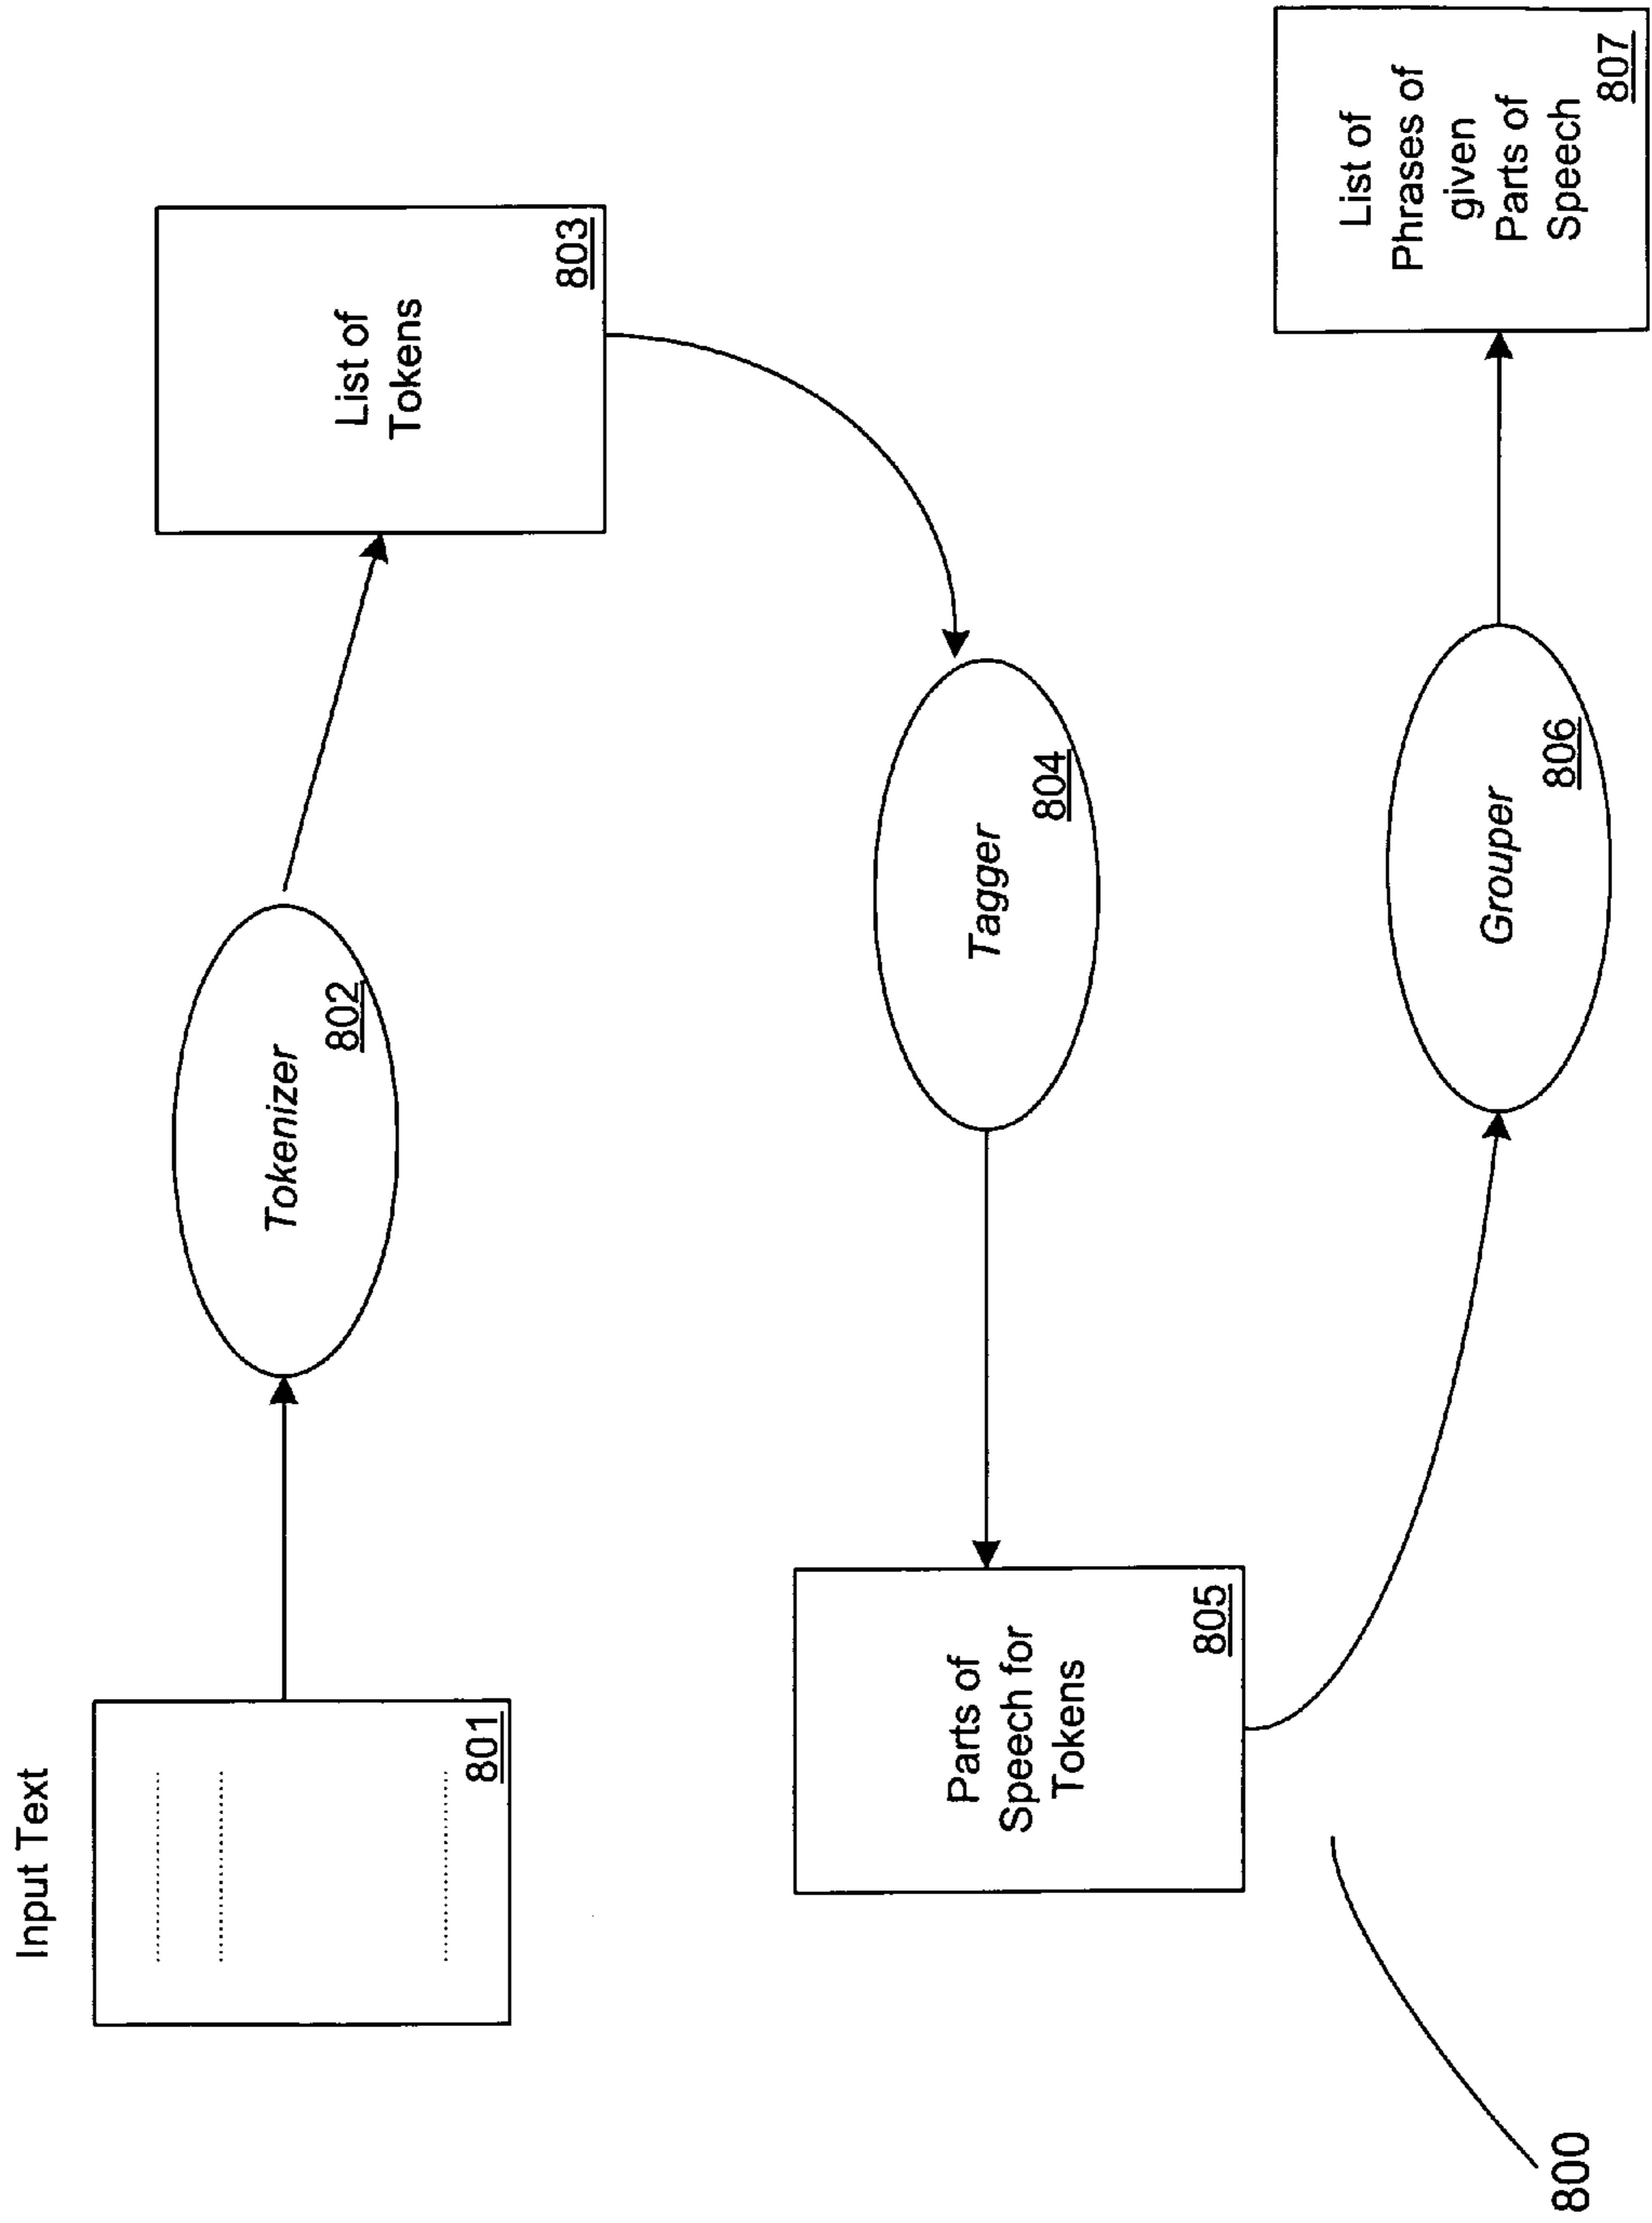 Input Text
801
Tokenizer
802
List of
Tokens
803
Tagger
804
Parts of
Speech for
Tokens
805
Grouper
806
List of
Phrases of
given
Parts of
Speech
807
800